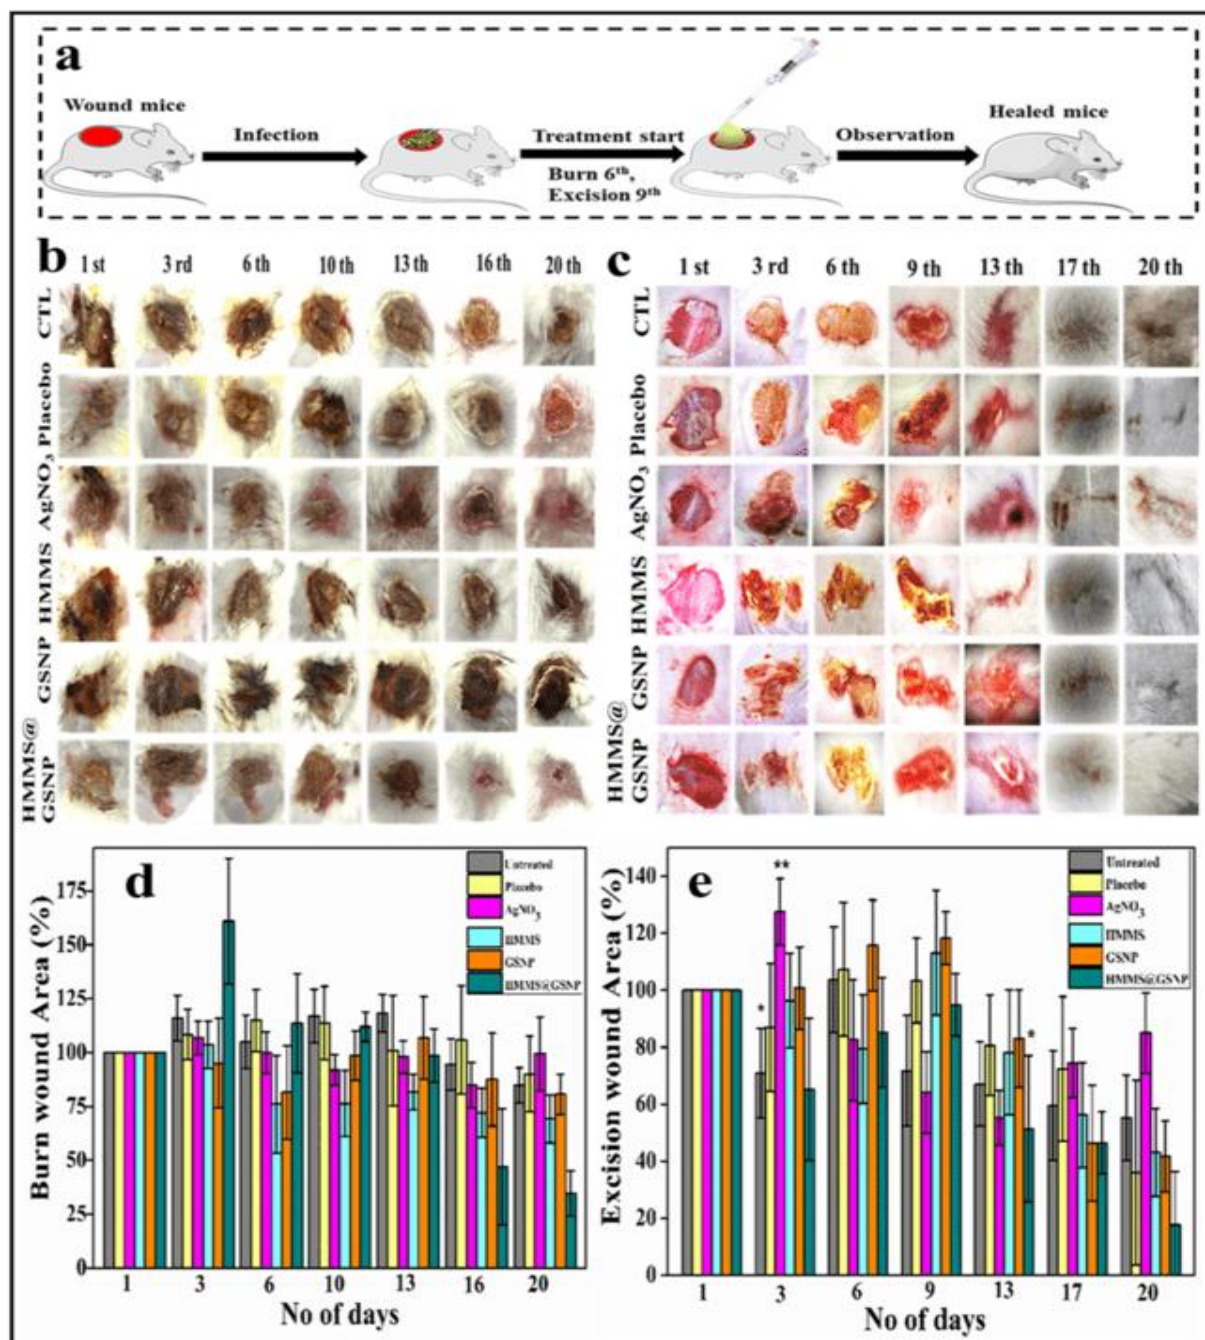 a
Wound mice
Infection
Treatment start
Burn 6th,
Excision 9th
Observation
Healed mice
b
1 st 3 rd 6 th 10 th 13 th 16 th 20 th
CTL
Placebo
AgNO3
HMMS
GSNP
HMMS@
GSNP
c
1 st 3 rd 6 th 9 th 13 th 17 th 20 th
CTL
Placebo
AgNO3
HMMS
GSNP
HMMS@
GSNP
d
Burn wound Area (%)
175
150
125
100
75
50
25
0
Untreated
Placebo
AgNO3
HMMS
GSNP
HMMS@GSNP
1 3 6 10 13 16 20
No of days
e
Excision wound Area (%)
140
120
100
80
60
40
20
0
* ** *
Untreated
Placebo
AgNO3
HMMS
GSNP
HMMS@GSNP
1 3 6 9 13 17 20
No of days